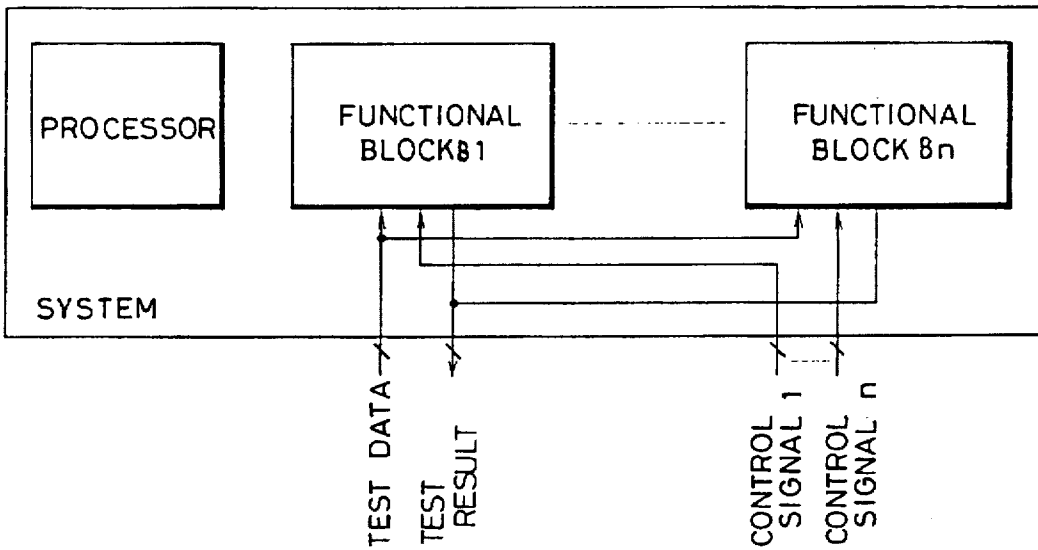 PROCESSOR
FUNCTIONAL
BLOCK81
FUNCTIONAL
BLOCK 8n
SYSTEM
TEST DATA
TEST
RESULT
CONTROL
SIGNAL 1
CONTROL
SIGNAL n